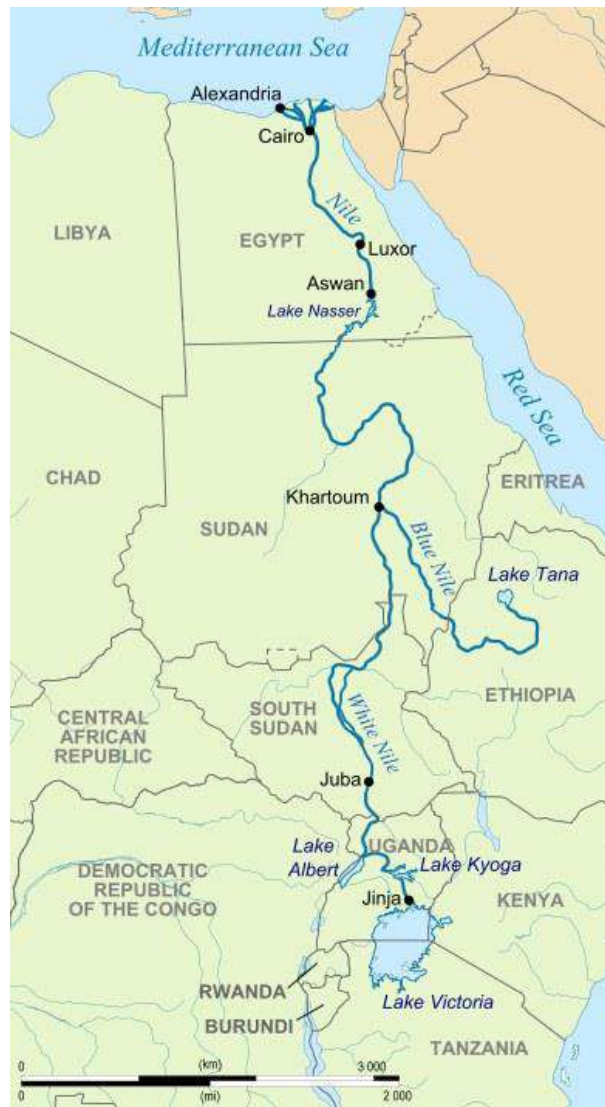 Mediterranean Sea
Alexandria
Cairo
Nile
LIBYA
EGYPT
Luxor
Aswan
Lake Nasser
Red Sea
CHAD
ERITREA
Khartoum
SUDAN
Blue Nile
Lake Tana
ETHIOPIA
CENTRAL
AFRICAN
REPUBLIC
SOUTH
SUDAN
White Nile
Juba
Lake
Albert
UGANDA
Lake Kyoga
DEMOCRATIC
REPUBLIC
OF THE CONGO
Jinja
KENYA
RWANDA
Lake Victoria
BURUNDI
TANZANIA
0 (km) 3 000
0 (mi) 2 000